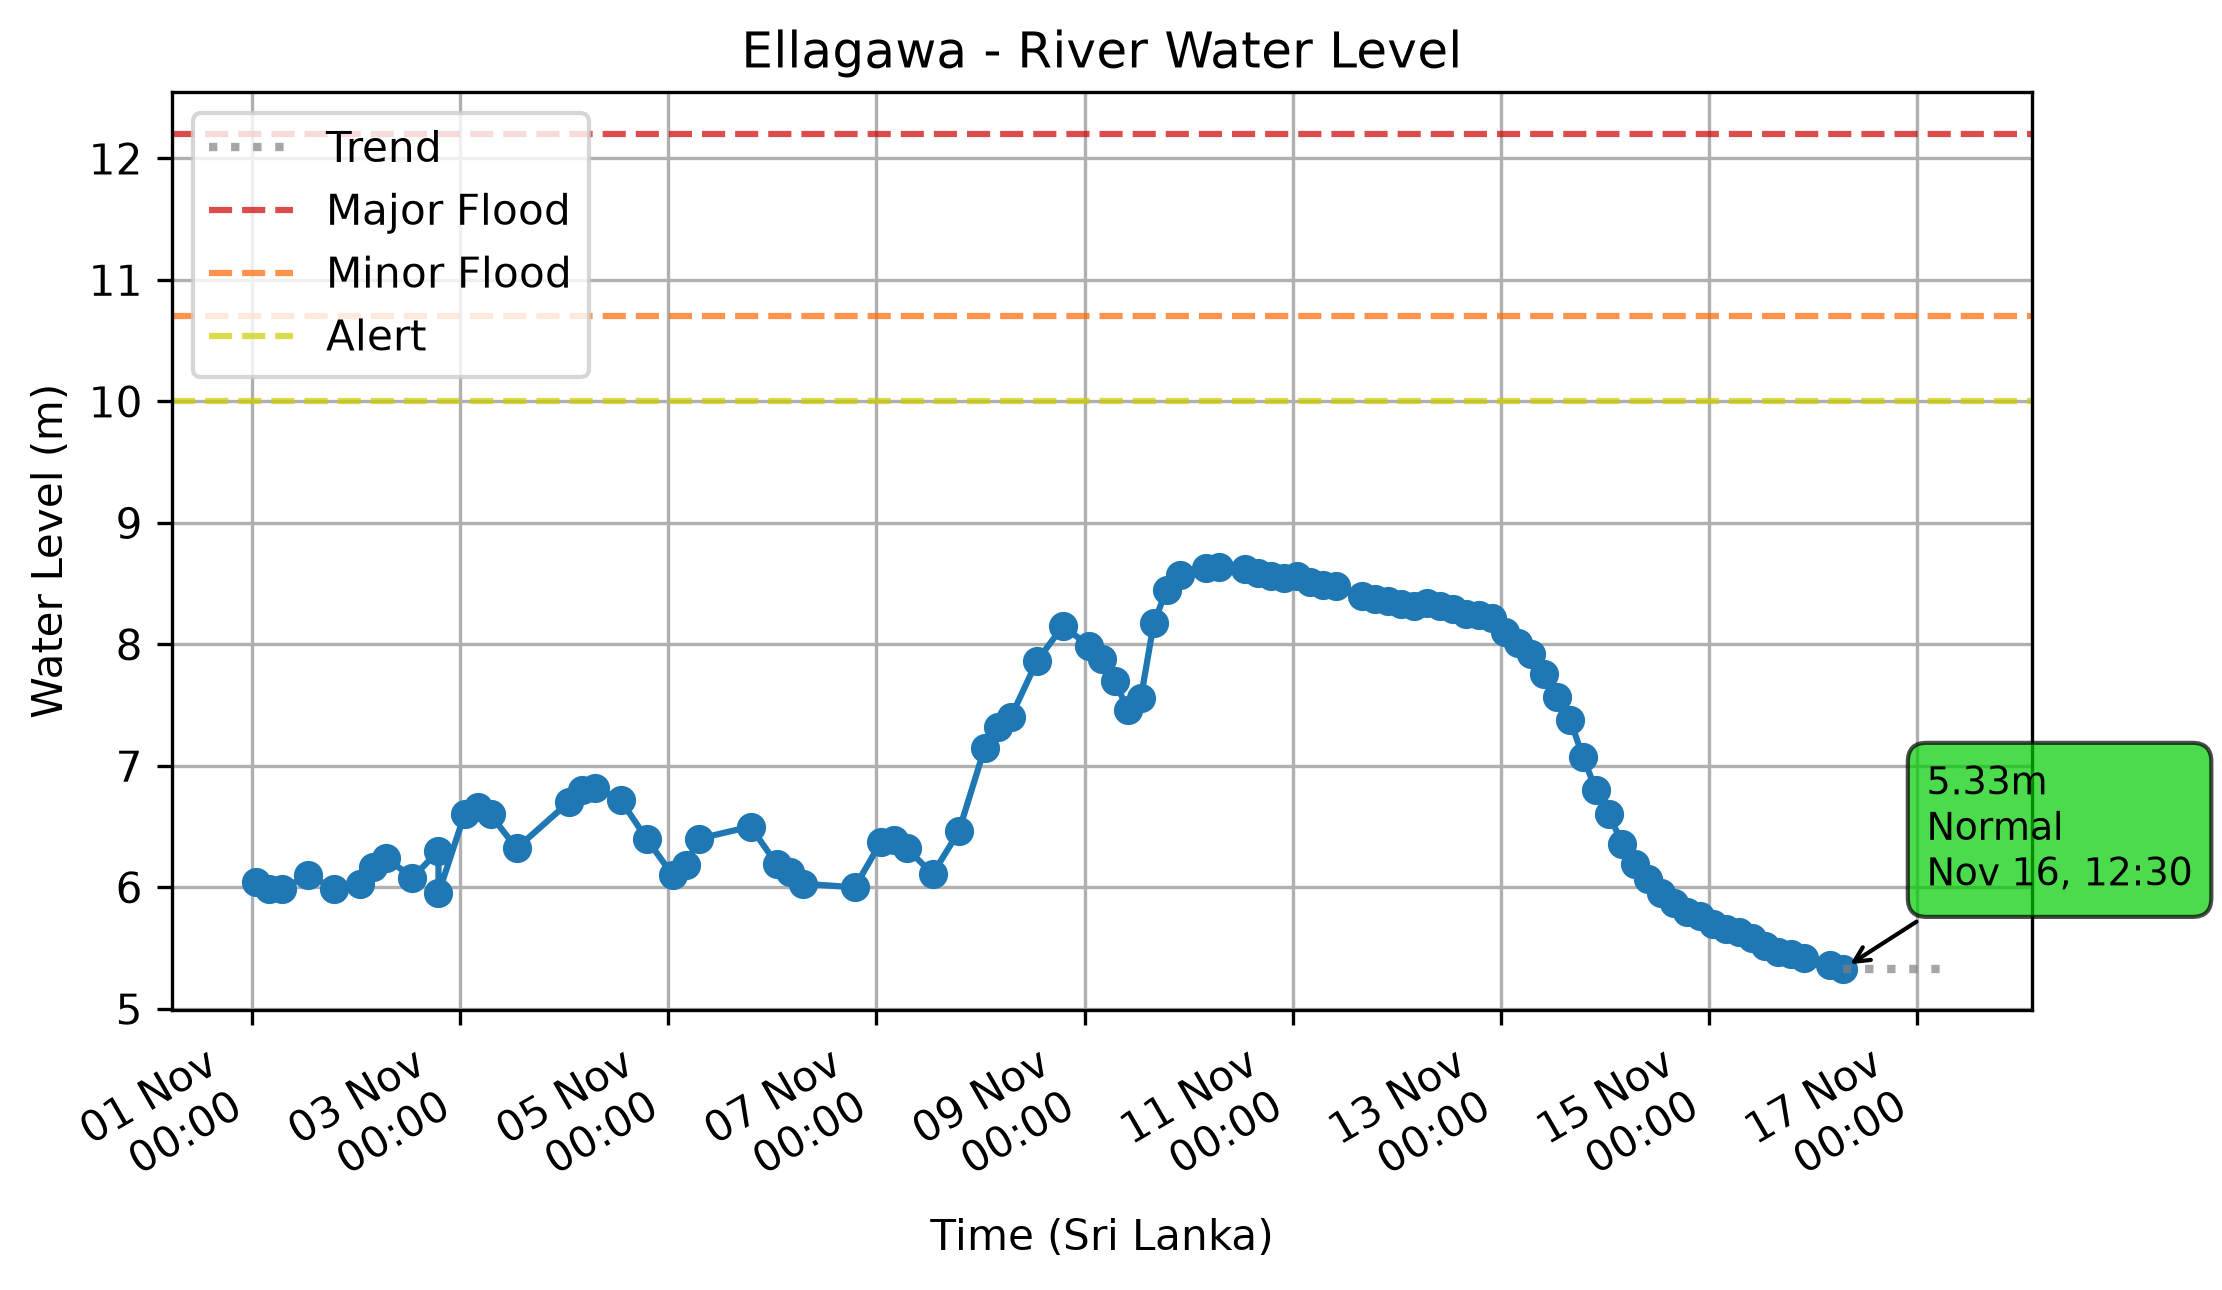 Ellagawa - River Water Level
Trend
Major Flood
Minor Flood
Alert
12
11
10
9
8
7
6
5
Water Level (m)
5.33m
Normal
Nov 16, 12:30
01 Nov
00:00
03 Nov
00:00
05 Nov
00:00
07 Nov
00:00
09 Nov
00:00
11 Nov
00:00
13 Nov
00:00
15 Nov
00:00
17 Nov
00:00
Time (Sri Lanka)